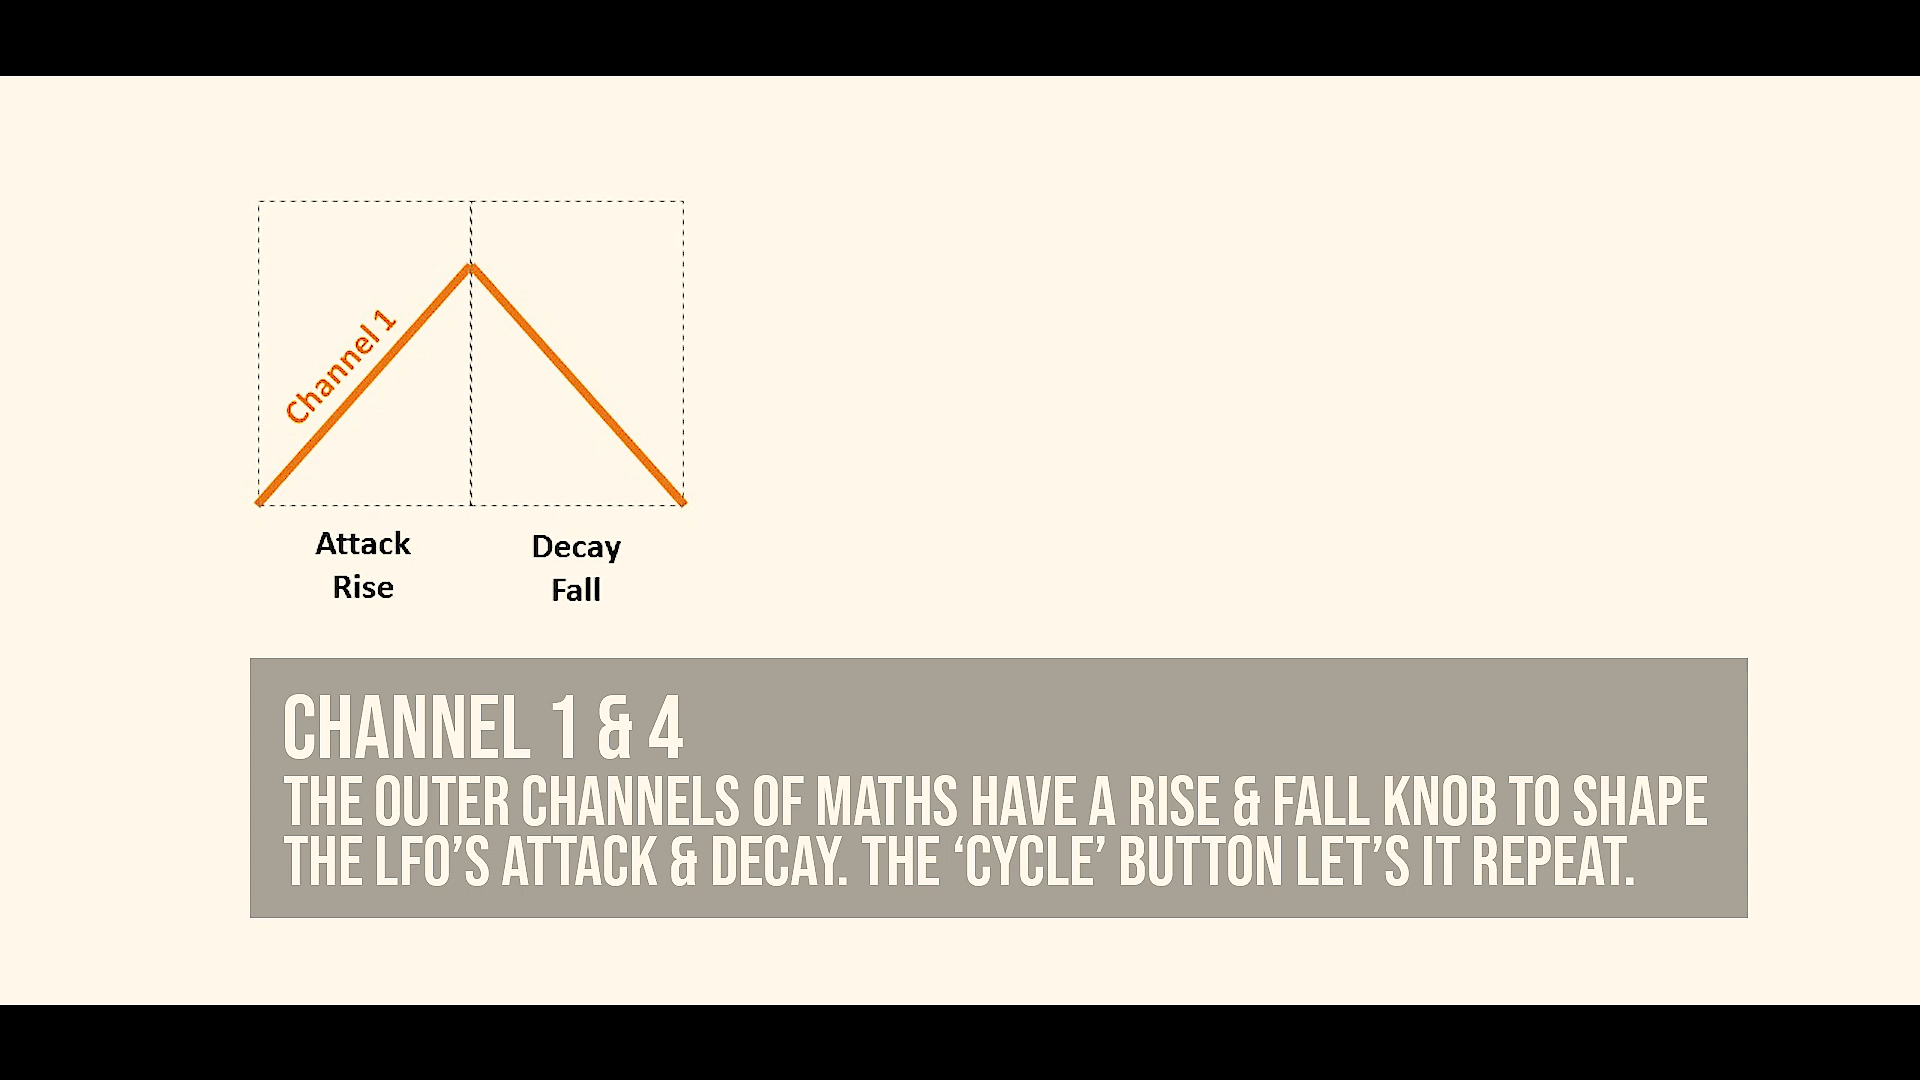 Channel 1
Attack
Rise
Decay
Fall
CHANNEL 1 & 4
THE OUTER CHANNELS OF MATHS HAVE A RISE & FALL KNOB TO SHAPE
THE LFO’S ATTACK & DECAY. THE ‘CYCLE’ BUTTON LET’S IT REPEAT.